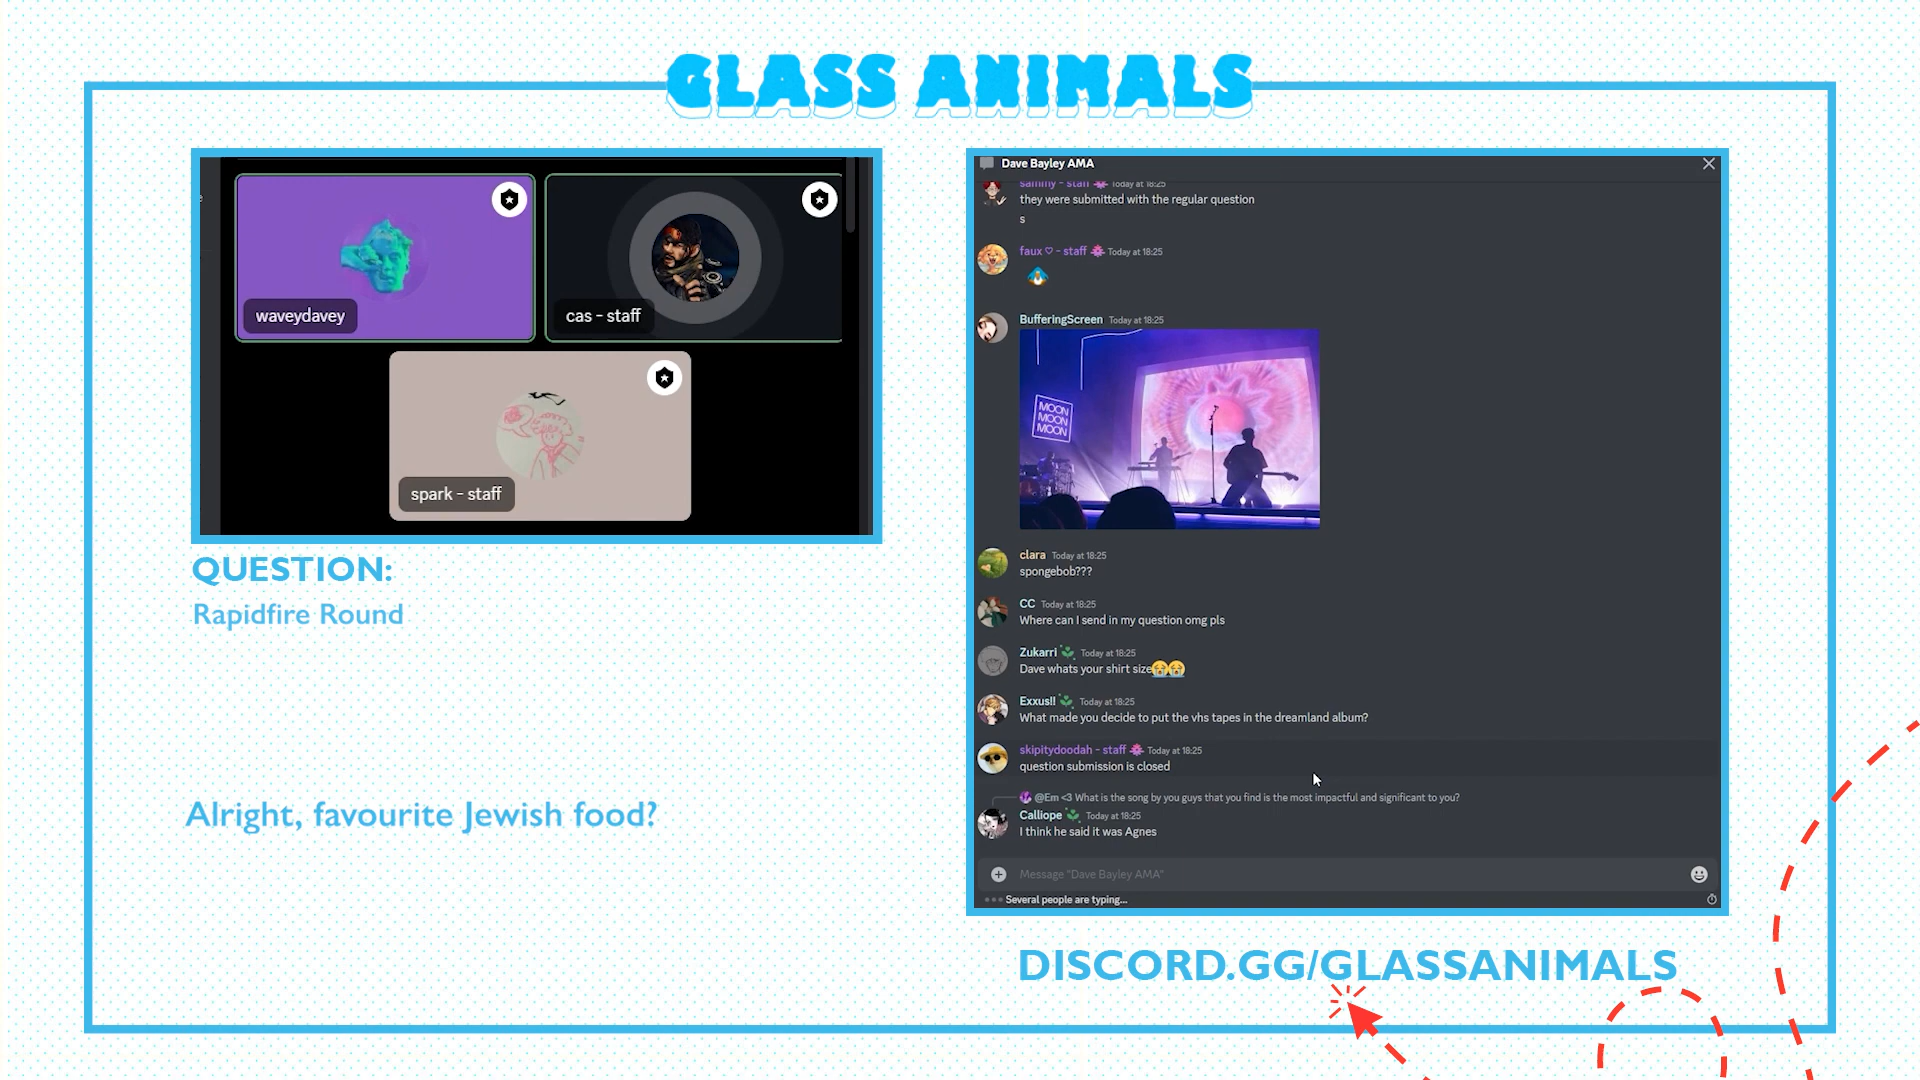 GLASS ANIMALS
waveydavey
cas - staff
spark - staff
QUESTION:
Rapidfire Round
Alright, favourite Jewish food?
Dave Bayley AMA
sammy - staff Today at 18:25
they were submitted with the regular question
s
faux ♡ - staff Today at 18:25
BufferingScreen Today at 18:25
MOON
MOON
MOON
clara Today at 18:25
spongebob???
CC Today at 18:25
Where can I send in my question omg pls
Zukarri Today at 18:25
Dave whats your shirt size😭😭
Exxus!! Today at 18:25
What made you decide to put the vhs tapes in the dreamland album?
skipitydoodah - staff Today at 18:25
question submission is closed
@Em <3 What is the song by you guys that you find is the most impactful and significant to you?
Calliope Today at 18:25
I think he said it was Agnes
Message "Dave Bayley AMA"
Several people are typing...
DISCORD.GG/GLASSANIMALS